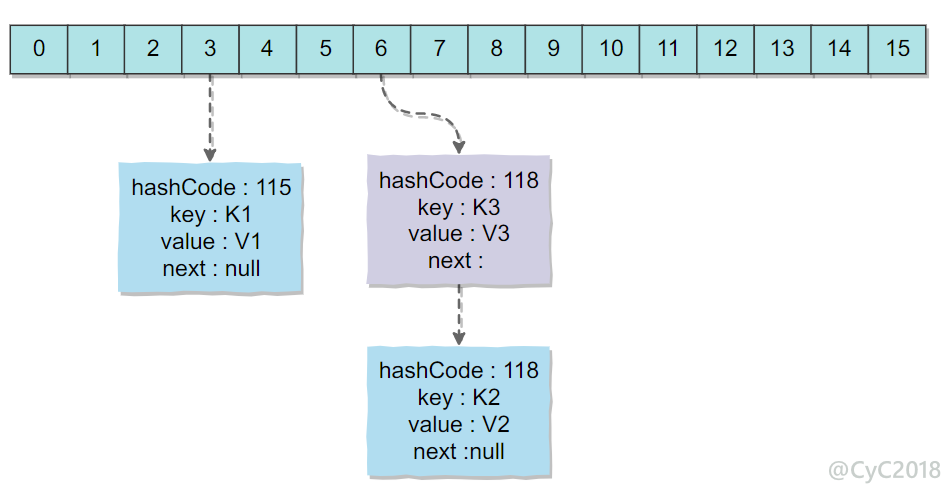 0 1 2 3 4 5 6 7 8 9 10 11 12 13 14 15
hashCode : 115
key : K1
value : V1
next : null
hashCode : 118
key : K3
value : V3
next :
hashCode : 118
key : K2
value : V2
next :null
@CyC2018